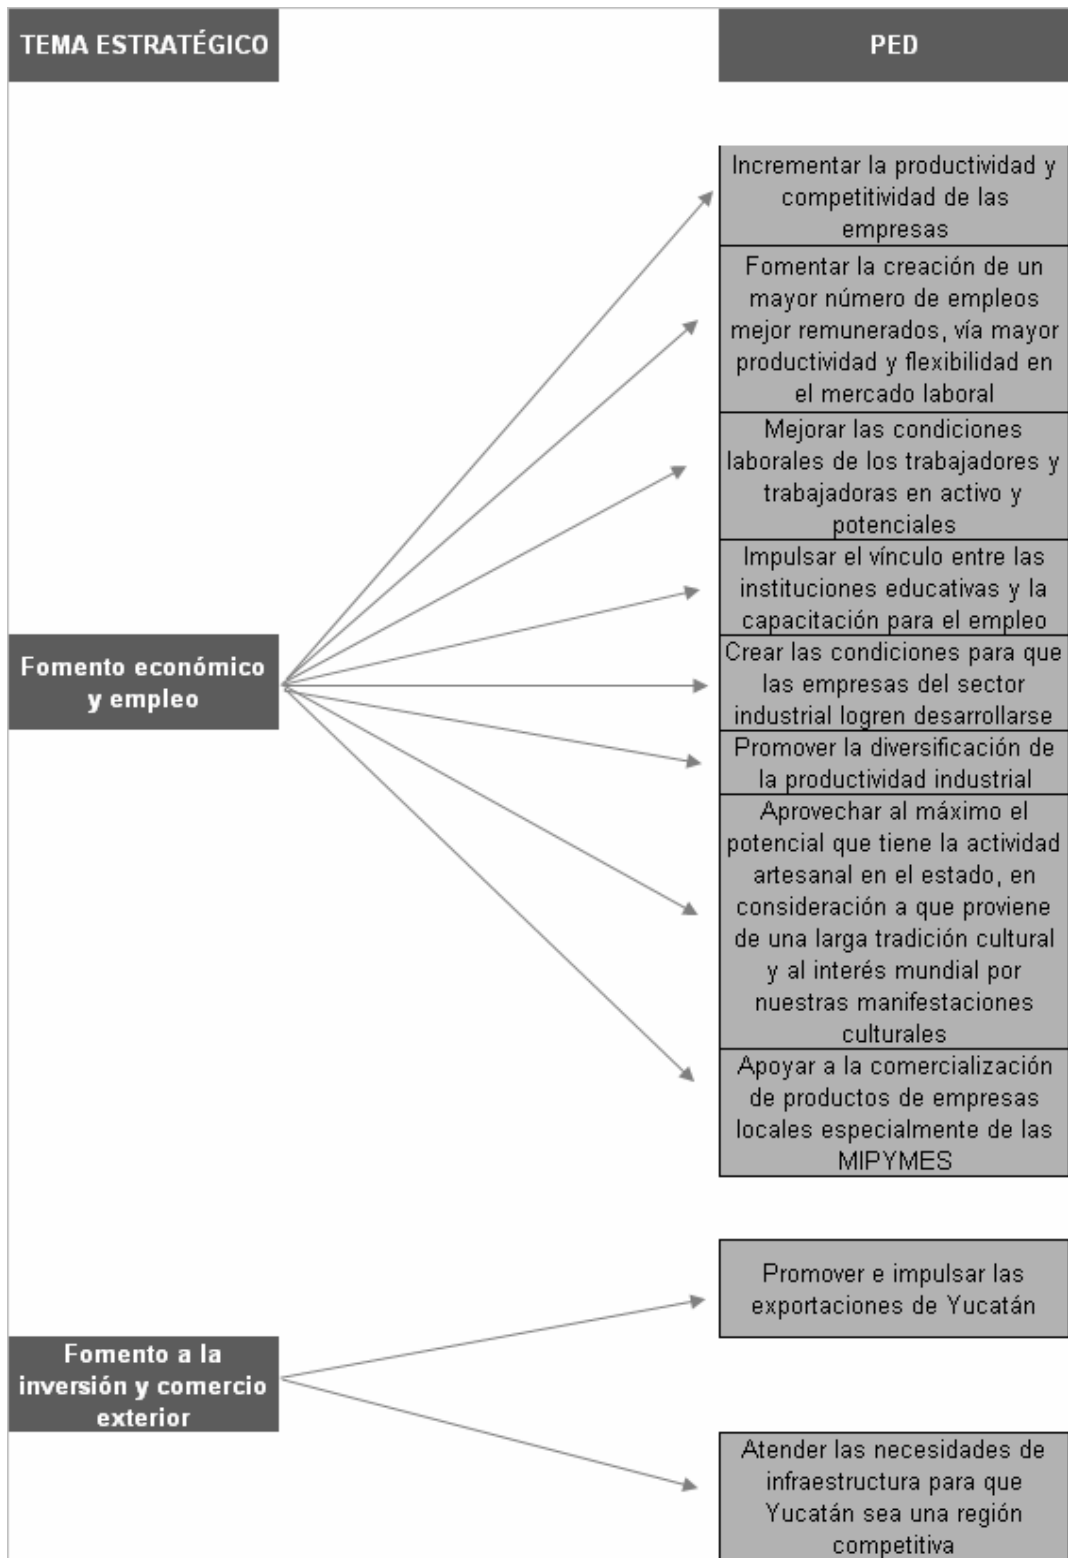 TEMA ESTRATÉGICO
PED
Incrementar la productividad y
competitividad de las
empresas
Fomentar la creación de un
mayor número de empleos
mejor remunerados, vía mayor
productividad y flexibilidad en
el mercado laboral
Mejorar las condiciones
laborales de los trabajadores y
trabajadoras en activo y
potenciales
Impulsar el vínculo entre las
instituciones educativas y la
capacitación para el empleo
Fomento económico
y empleo
Crear las condiciones para que
las empresas del sector
industrial logren desarrollarse
Promover la diversificación de
la productividad industrial
Aprovechar al máximo el
potencial que tiene la actividad
artesanal en el estado, en
consideración a que proviene
de una larga tradición cultural
y al interés mundial por
nuestras manifestaciones
culturales
Apoyar a la comercialización
de productos de empresas
locales especialmente de las
MIPYMES
Fomento a la
inversión y comercio
exterior
Promover e impulsar las
exportaciones de Yucatán
Atender las necesidades de
infraestructura para que
Yucatán sea una región
competitiva